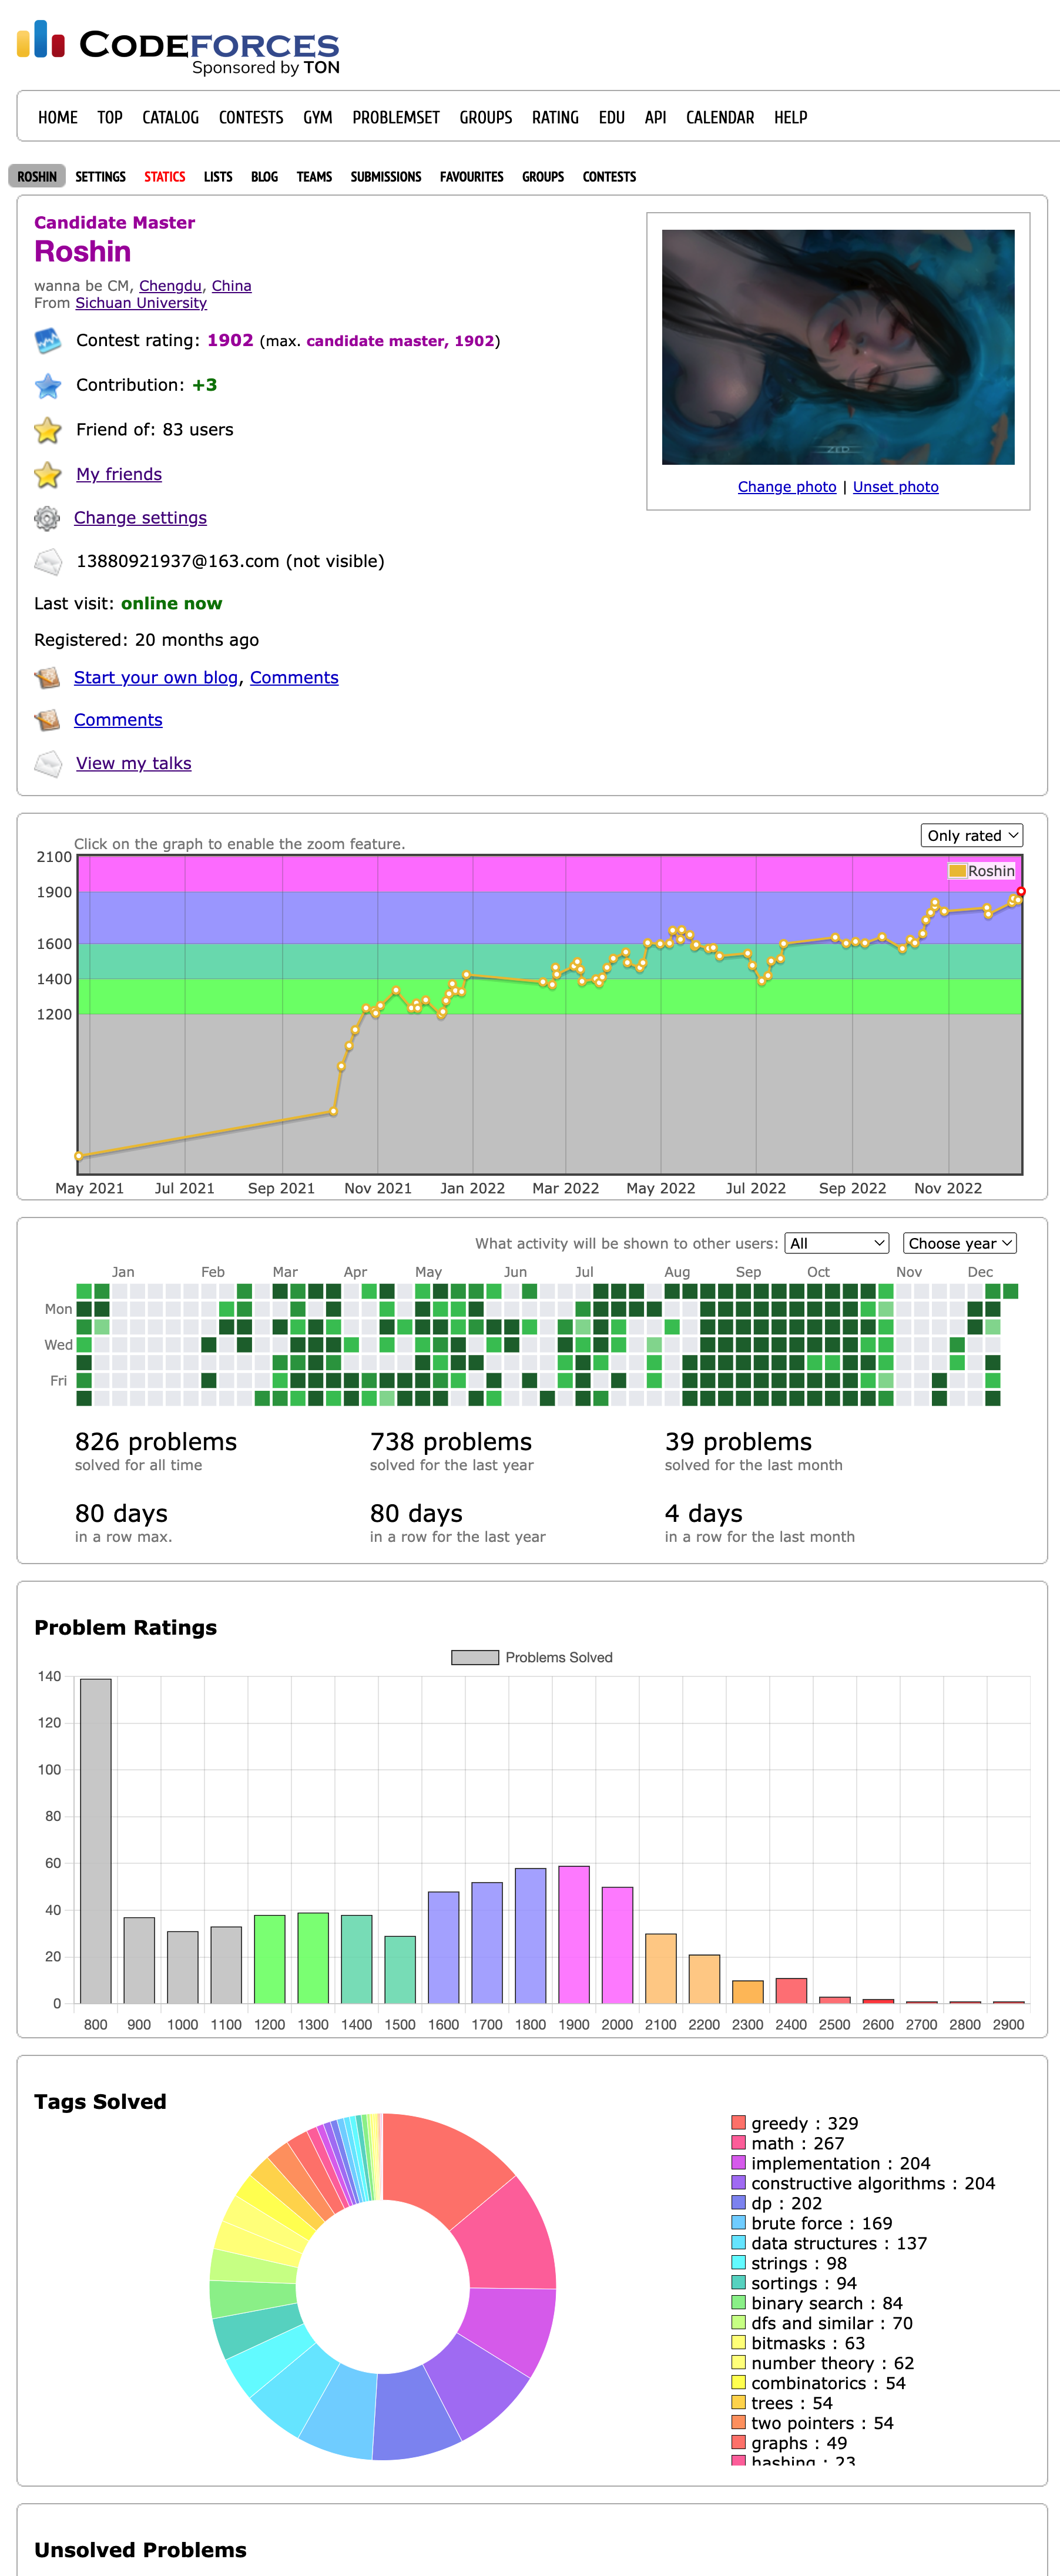 CODEFORCES
Sponsored by TON
HOME TOP CATALOG CONTESTS GYM PROBLEMSET GROUPS RATING EDU API CALENDAR HELP
ROSHIN SETTINGS STATICS LISTS BLOG TEAMS SUBMISSIONS FAVOURITES GROUPS CONTESTS
Candidate Master
Roshin
wanna be CM, Chengdu, China
From Sichuan University
Contest rating: 1902 (max. candidate master, 1902)
Contribution: +3
Friend of: 83 users
My friends
Change settings
13880921937@163.com (not visible)
Last visit: online now
Registered: 20 months ago
Start your own blog, Comments
Comments
View my talks
ZED
Change photo | Unset photo
Click on the graph to enable the zoom feature.
Only rated
Roshin
2100
1900
1600
1400
1200
May 2021 Jul 2021 Sep 2021 Nov 2021 Jan 2022 Mar 2022 May 2022 Jul 2022 Sep 2022 Nov 2022
What activity will be shown to other users: All Choose year
Jan Feb Mar Apr May Jun Jul Aug Sep Oct Nov Dec
Mon
Wed
Fri
826 problems 738 problems 39 problems
solved for all time solved for the last year solved for the last month
80 days 80 days 4 days
in a row max. in a row for the last year in a row for the last month
Problem Ratings
Problems Solved
140
120
100
80
60
40
20
0
800 900 1000 1100 1200 1300 1400 1500 1600 1700 1800 1900 2000 2100 2200 2300 2400 2500 2600 2700 2800 2900
Tags Solved
greedy : 329
math : 267
implementation : 204
constructive algorithms : 204
dp : 202
brute force : 169
data structures : 137
strings : 98
sortings : 94
binary search : 84
dfs and similar : 70
bitmasks : 63
number theory : 62
combinatorics : 54
trees : 54
two pointers : 54
graphs : 49
hashing : 23
Unsolved Problems